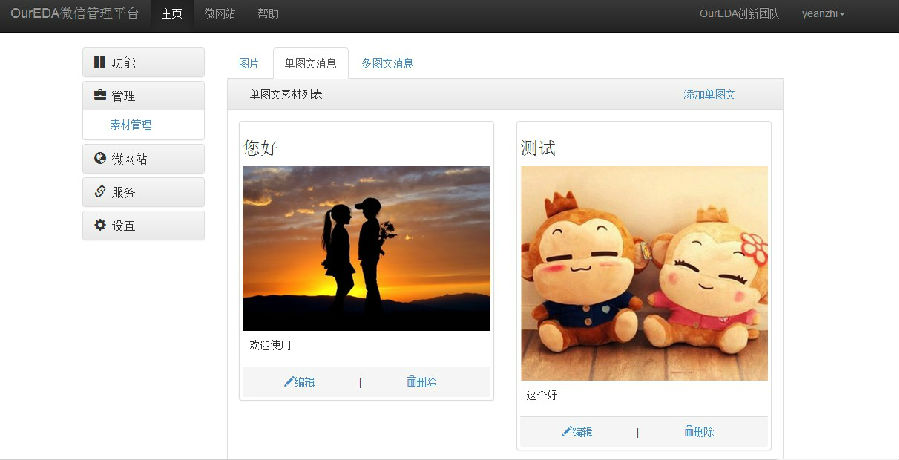 OurEDA微信管理平台 主页 微网站 帮助 OurEDA创新团队 yeanzhi
功能
管理
素材管理
微网站
服务
设置
图片 单图文消息 多图文消息
单图文素材列表 添加单图文
您好
欢迎使用
编辑 | 删除
测试
这个好
编辑 | 删除